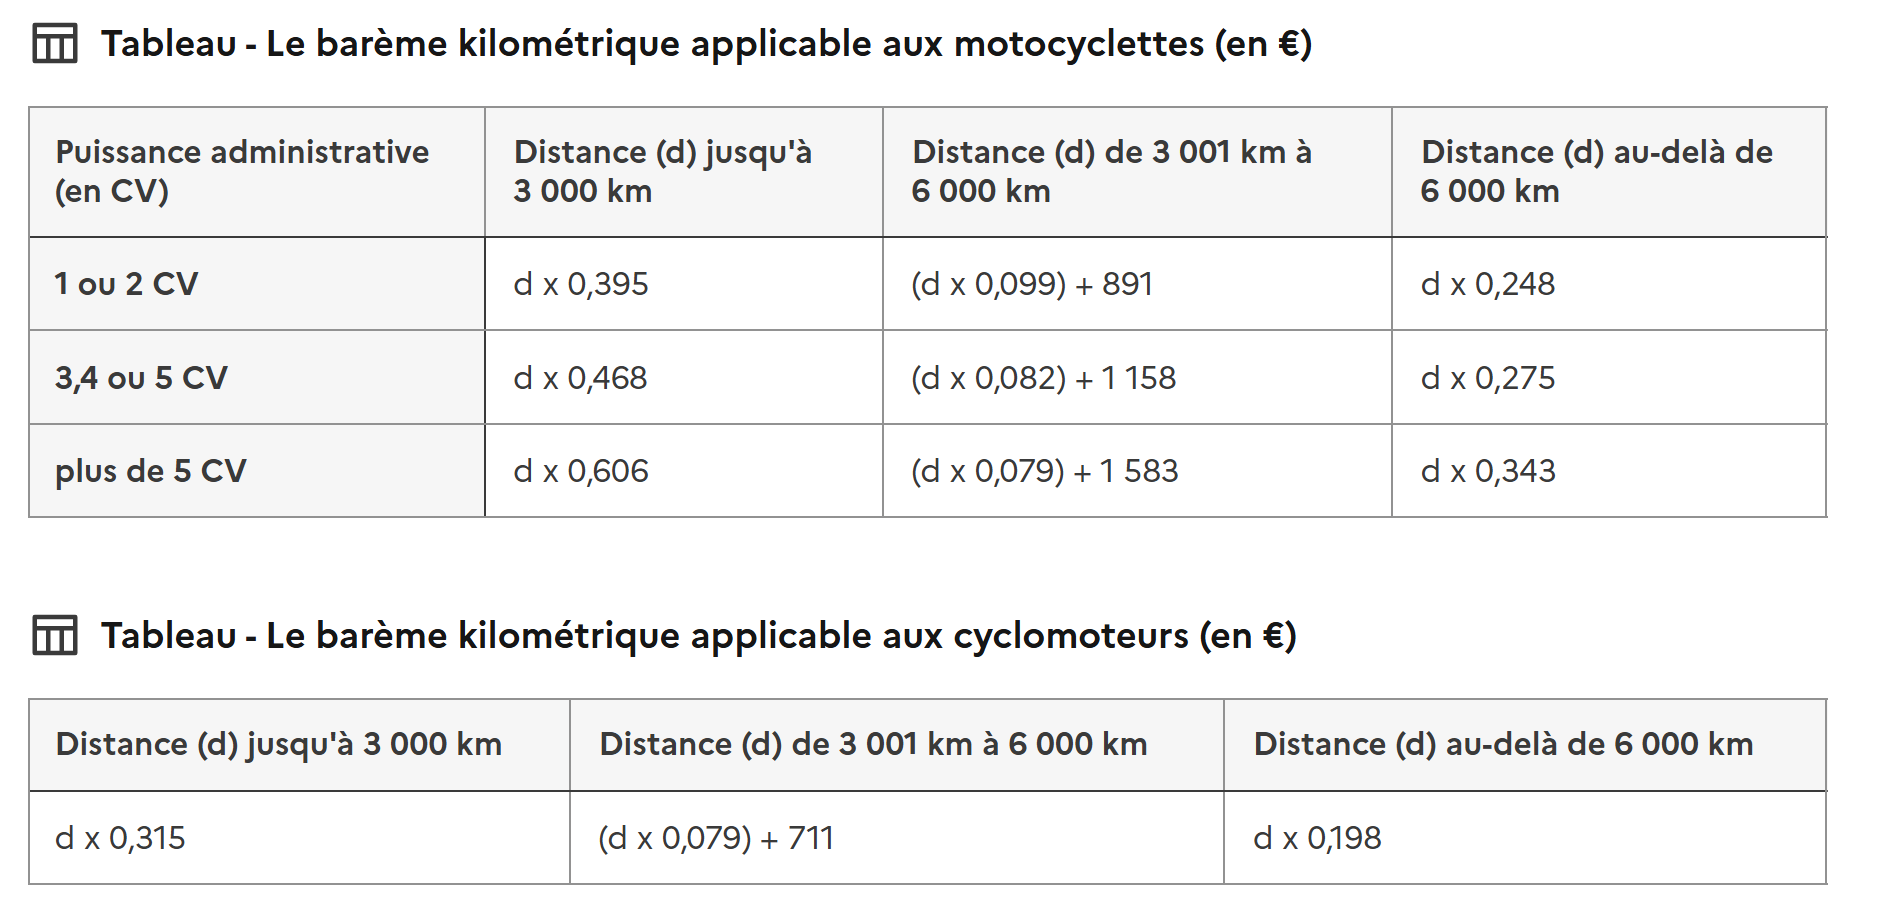 Tableau - Le barème kilométrique applicable aux motocyclettes (en €)
Puissance administrative (en CV)
Distance (d) jusqu'à 3 000 km
Distance (d) de 3 001 km à 6 000 km
Distance (d) au-delà de 6 000 km
1 ou 2 CV
d x 0,395
(d x 0,099) + 891
d x 0,248
3,4 ou 5 CV
d x 0,468
(d x 0,082) + 1 158
d x 0,275
plus de 5 CV
d x 0,606
(d x 0,079) + 1 583
d x 0,343
Tableau - Le barème kilométrique applicable aux cyclomoteurs (en €)
Distance (d) jusqu'à 3 000 km
Distance (d) de 3 001 km à 6 000 km
Distance (d) au-delà de 6 000 km
d x 0,315
(d x 0,079) + 711
d x 0,198